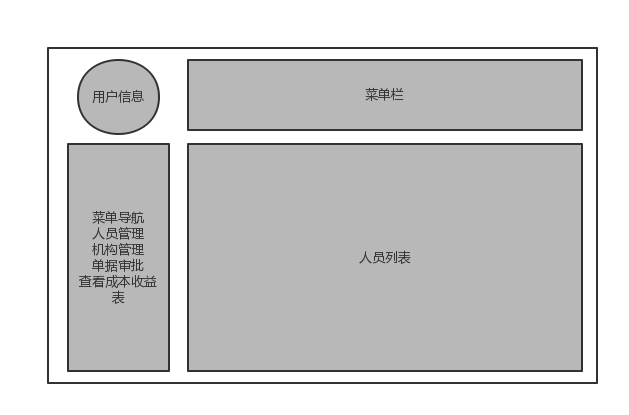 用户信息
菜单栏
菜单导航
人员管理
机构管理
单据审批
查看成本收益
表
人员列表